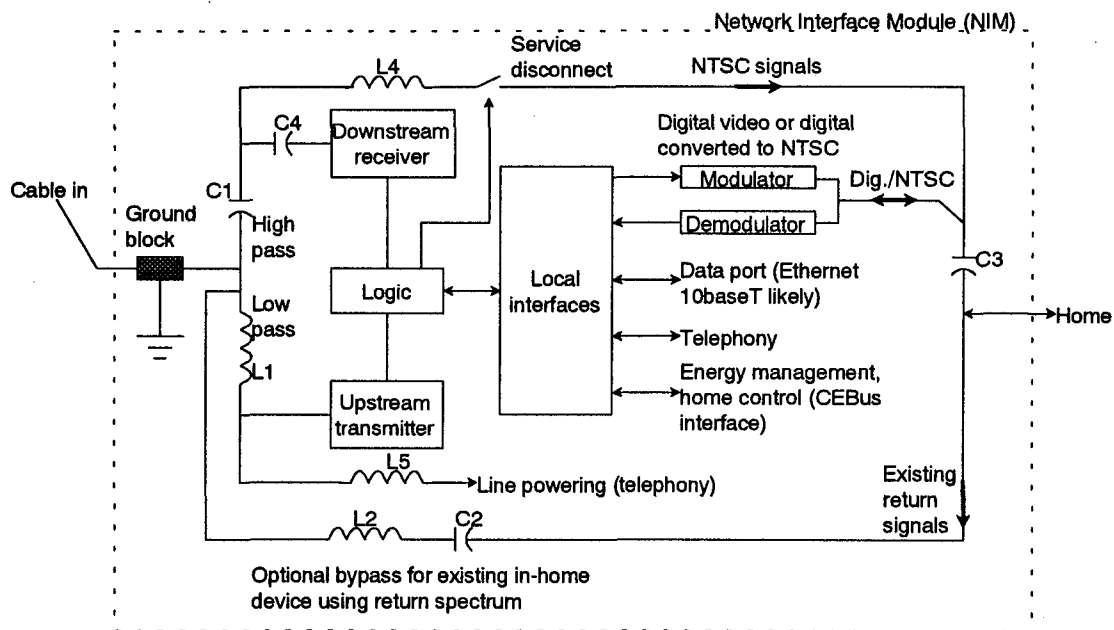 Network Interface Module (NIM)
Service
disconnect
L4
NTSC signals
C4
Downstream
receiver
Digital video or digital
converted to NTSC
Modulator
Dig./NTSC
Demodulator
Cable in
C1
Ground
block
High
pass
Low
pass
L1
Logic
Local
interfaces
Data port (Ethernet
10baseT likely)
C3
Home
Telephony
Energy management,
home control (CEBus
interface)
Upstream
transmitter
L5
Line powering (telephony)
Existing
return
signals
L2
C2
Optional bypass for existing in-home
device using return spectrum